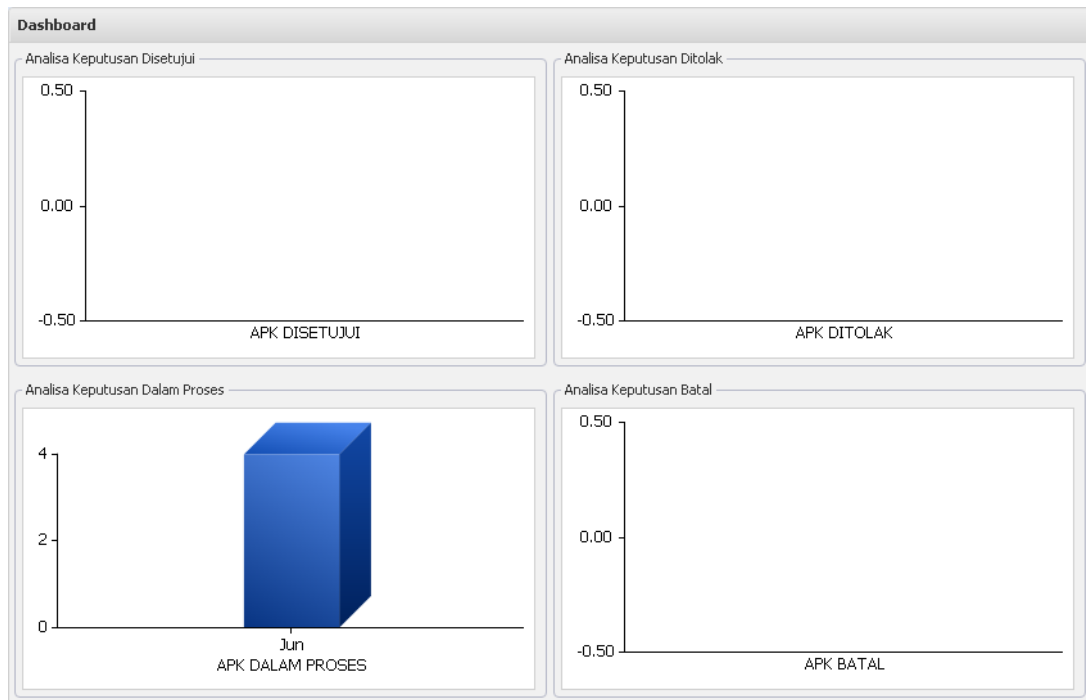 Dashboard
Analisa Keputusan Disetujui
0.50
0.00
-0.50
APK DISETUJUI
Analisa Keputusan Ditolak
0.50
0.00
-0.50
APK DITOLAK
Analisa Keputusan Dalam Proses
4
2
0
Jun
APK DALAM PROSES
Analisa Keputusan Batal
0.50
0.00
-0.50
APK BATAL